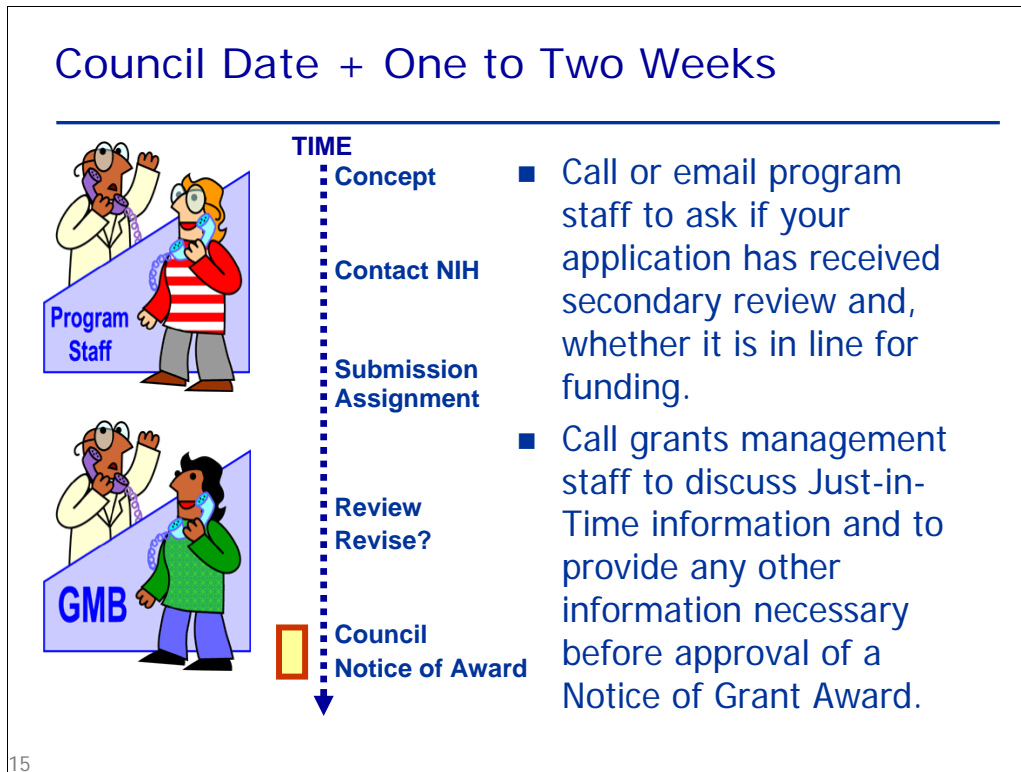 Council Date + One to Two Weeks
Program
Staff
GMB
TIME
Concept
Contact NIH
Submission
Assignment
Review
Revise?
Council
Notice of Award
Call or email program
staff to ask if your
application has received
secondary review and,
whether it is in line for
funding.
Call grants management
staff to discuss Just-in-
Time information and to
provide any other
information necessary
before approval of a
Notice of Grant Award.
15